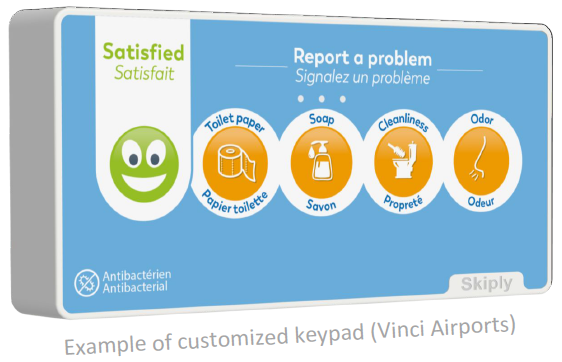 Satisfied
Satisfait
Report a problem
Signalez un problème
Toilet paper
Papier toilette
Soap
Savon
Cleanliness
Propreté
Odor
Odeur
Antibactérien
Antibacterial
Skiply
Example of customized keypad (Vinci Airports)